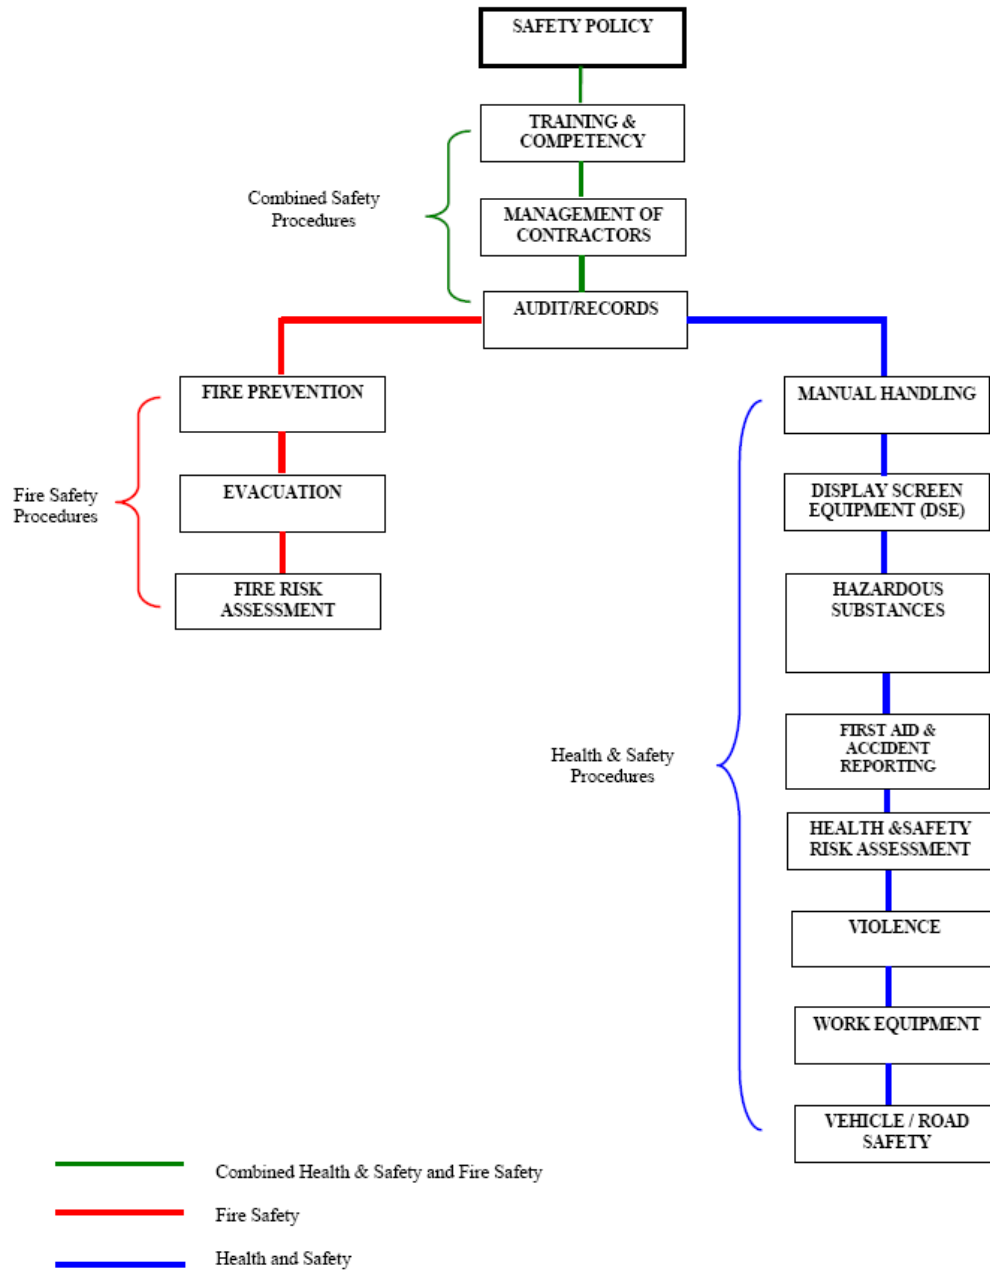 SAFETY POLICY
TRAINING &
COMPETENCY
Combined Safety
Procedures
MANAGEMENT OF
CONTRACTORS
AUDIT/RECORDS
FIRE PREVENTION
EVACUATION
FIRE RISK
ASSESSMENT
Fire Safety
Procedures
MANUAL HANDLING
DISPLAY SCREEN
EQUIPMENT (DSE)
HAZARDOUS
SUBSTANCES
FIRST AID &
ACCIDENT
REPORTING
Health & Safety
Procedures
HEALTH &SAFETY
RISK ASSESSMENT
VIOLENCE
WORK EQUIPMENT
VEHICLE / ROAD
SAFETY
Combined Health & Safety and Fire Safety
Fire Safety
Health and Safety